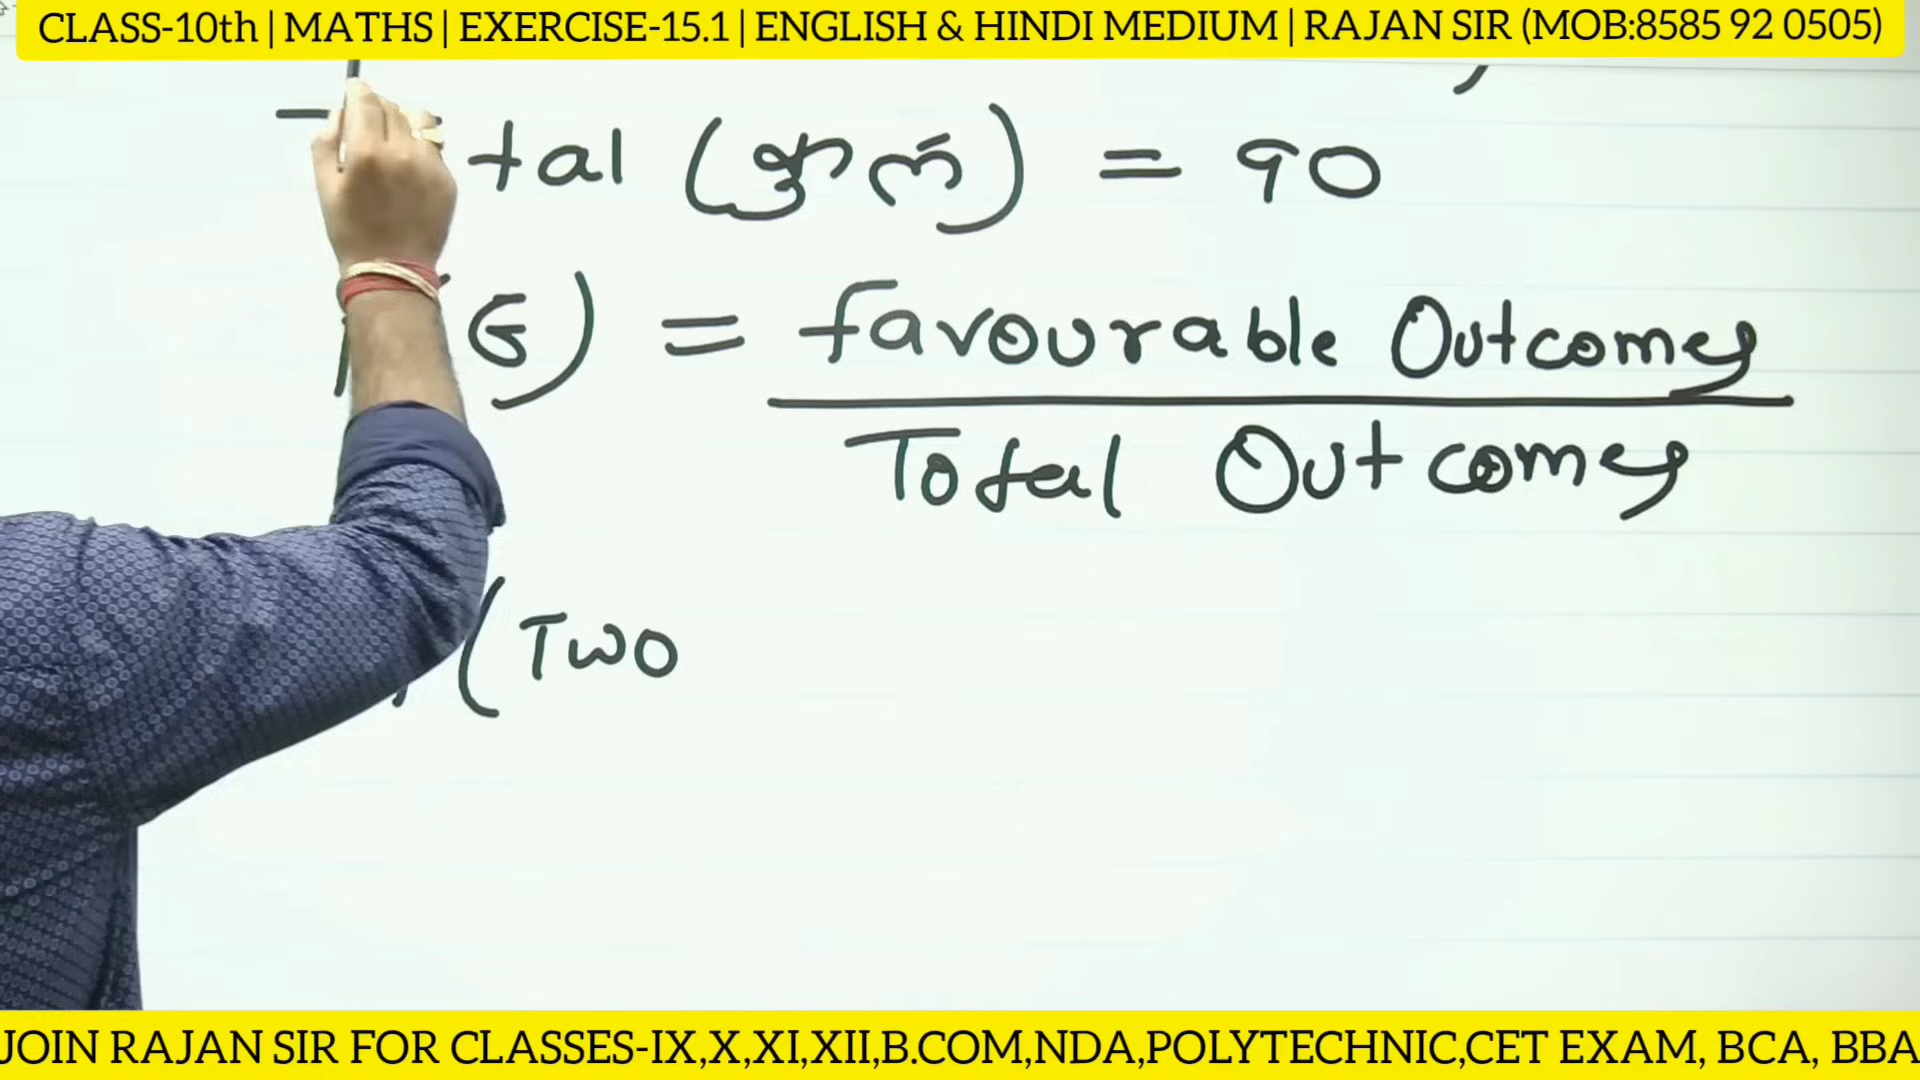 CLASS-10th | MATHS | EXERCISE-15.1 | ENGLISH & HINDI MEDIUM | RAJAN SIR (MOB:8585 92 0505)
tal (कुल) = 90
(E) = favourable Outcomes
Total Outcomes
(Two
JOIN RAJAN SIR FOR CLASSES-IX,X,XI,XII,B.COM,NDA,POLYTECHNIC,CET EXAM, BCA, BBA